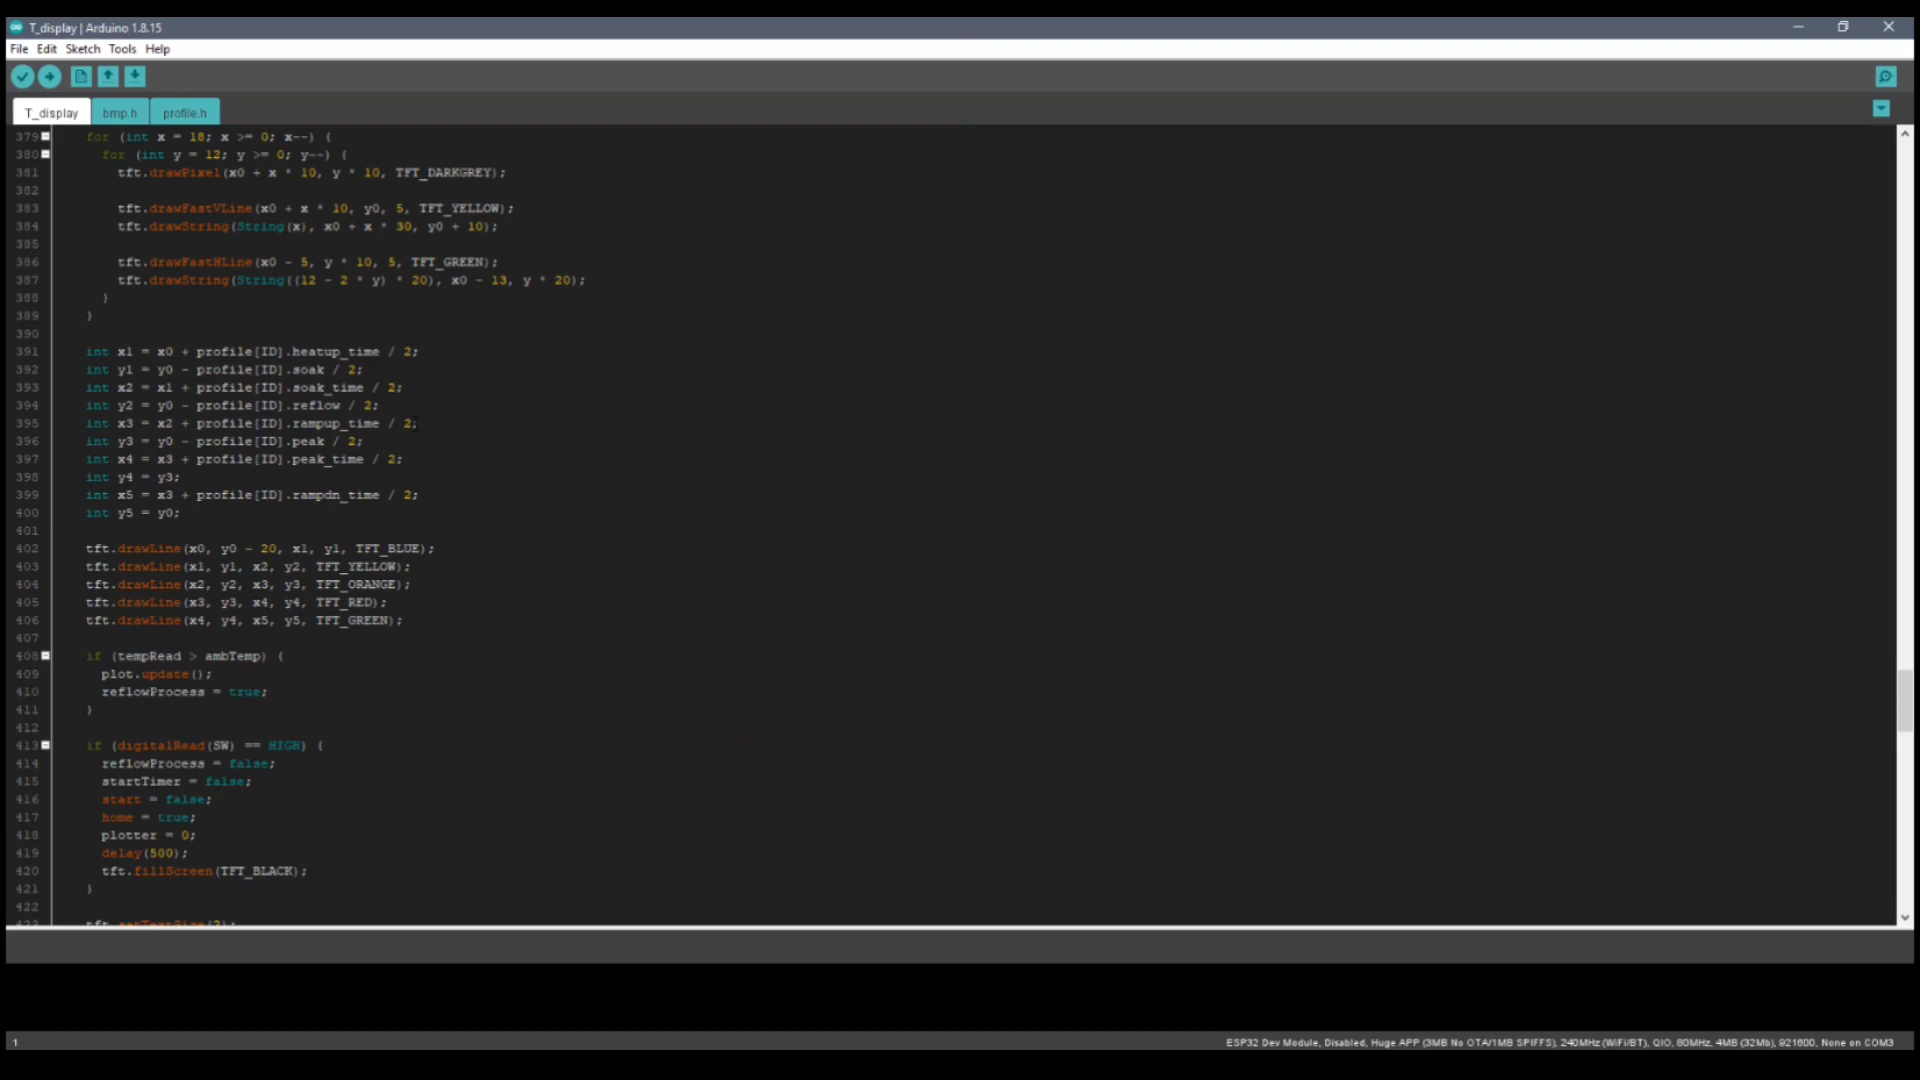 T_display | Arduino 1.8.15
File Edit Sketch Tools Help
T_display bmp.h profile.h
379 for (int x = 18; x >= 0; x--) {
380 for (int y = 12; y >= 0; y--) {
381 tft.drawPixel(x0 + x * 10, y * 10, TFT_DARKGREY);
382
383 tft.drawFastVLine(x0 + x * 10, y0, 5, TFT_YELLOW);
384 tft.drawString(String(x), x0 + x * 30, y0 + 10);
385
386 tft.drawFastHLine(x0 - 5, y * 10, 5, TFT_GREEN);
387 tft.drawString(String((12 - 2 * y) * 20), x0 - 13, y * 20);
388 }
389 }
390
391 int x1 = x0 + profile[ID].heatup_time / 2;
392 int y1 = y0 - profile[ID].soak / 2;
393 int x2 = x1 + profile[ID].soak_time / 2;
394 int y2 = y0 - profile[ID].reflow / 2;
395 int x3 = x2 + profile[ID].rampup_time / 2;
396 int y3 = y0 - profile[ID].peak / 2;
397 int x4 = x3 + profile[ID].peak_time / 2;
398 int y4 = y3;
399 int x5 = x3 + profile[ID].rampdn_time / 2;
400 int y5 = y0;
401
402 tft.drawLine(x0, y0 - 20, x1, y1, TFT_BLUE);
403 tft.drawLine(x1, y1, x2, y2, TFT_YELLOW);
404 tft.drawLine(x2, y2, x3, y3, TFT_ORANGE);
405 tft.drawLine(x3, y3, x4, y4, TFT_RED);
406 tft.drawLine(x4, y4, x5, y5, TFT_GREEN);
407
408 if (tempRead > ambTemp) {
409 plot.update();
410 reflowProcess = true;
411 }
412
413 if (digitalRead(SW) == HIGH) {
414 reflowProcess = false;
415 startTimer = false;
416 start = false;
417 home = true;
418 plotter = 0;
419 delay(500);
420 tft.fillScreen(TFT_BLACK);
421 }
422
423 tft.setTextSize(2);
1 ESP32 Dev Module, Disabled, Huge APP (3MB No OTA/1MB SPIFFS), 240MHz (WiFi/BT), QIO, 80MHz, 4MB (32Mb), 921600, None on COM3